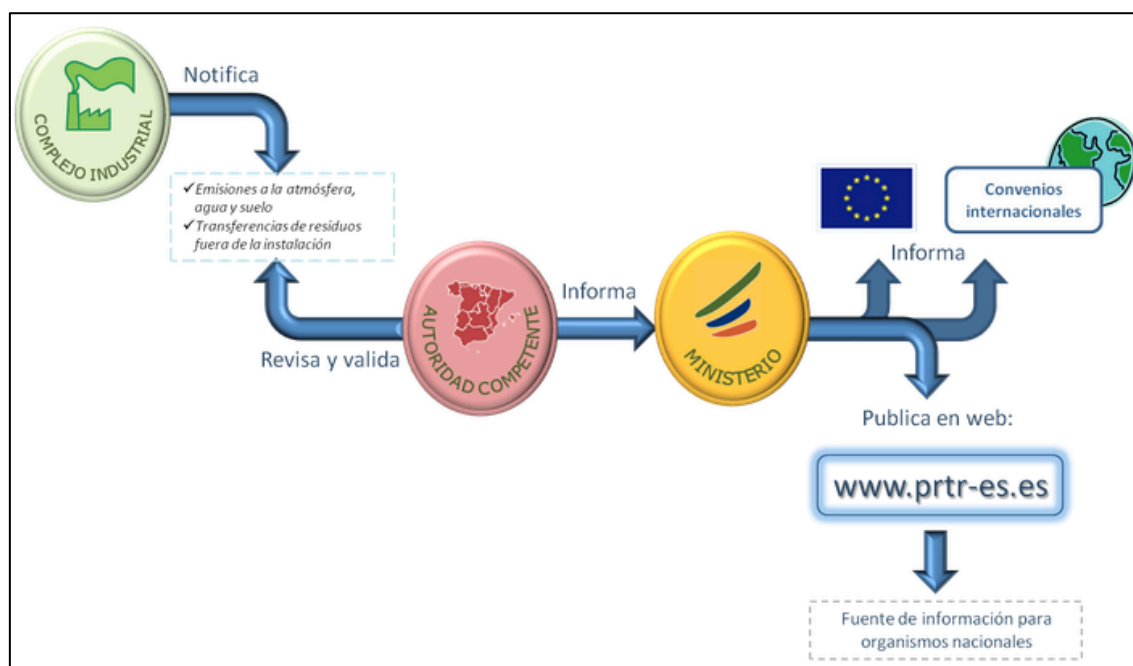 COMPLEJO INDUSTRIAL
Notifica
✓Emisiones a la atmósfera,
agua y suelo
✓Transferencias de residuos
fuera de la instalación
Revisa y valida
AUTORIDAD COMPETENTE
Informa
MINISTERIO
Convenios
internacionales
Informa
Publica en web:
www.prtr-es.es
Fuente de información para
organismos nacionales